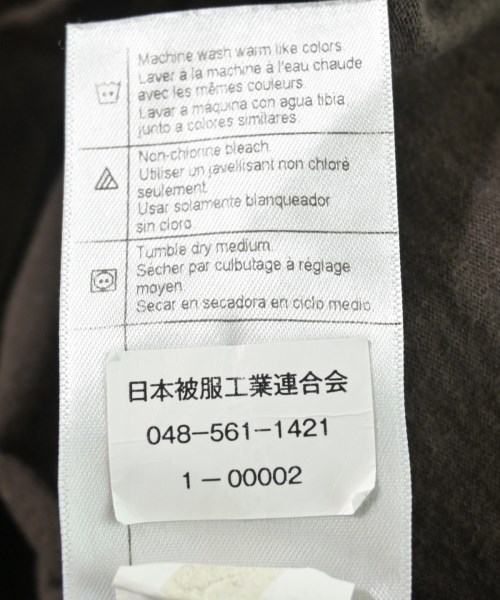 Machine wash warm like colors.
Laver à la machine à l'eau chaude
avec les mêmes couleurs.
Lavar a máquina con agua tibia,
junto a colores similares.
Non-chlorine bleach.
Utiliser un javellisant non chloré
seulement.
Usar solamente blanqueador
sin cloro.
Tumble dry medium.
Sécher par culbutage à réglage
moyen.
Secar en secadora en ciclo medio.
日本被服工業連合会
048-561-1421
1-00002